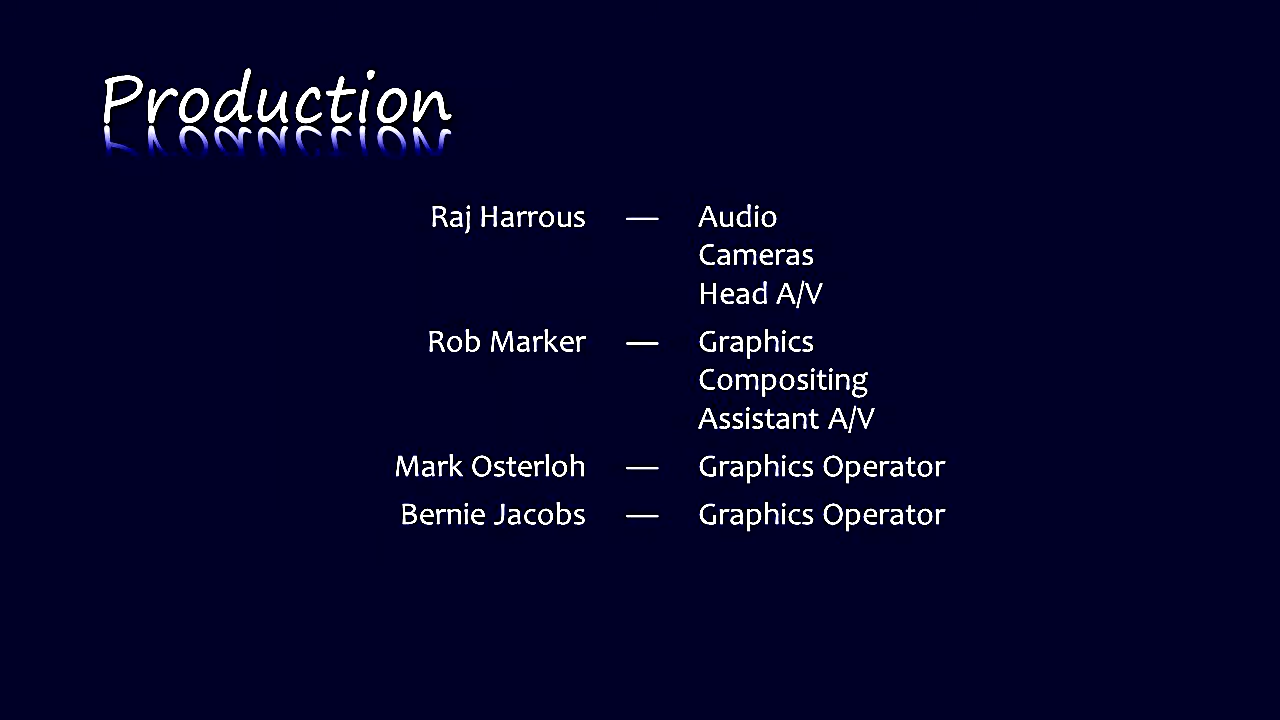 Production
Raj Harrous — Audio
Cameras
Head A/V
Rob Marker — Graphics
Compositing
Assistant A/V
Mark Osterloh — Graphics Operator
Bernie Jacobs — Graphics Operator